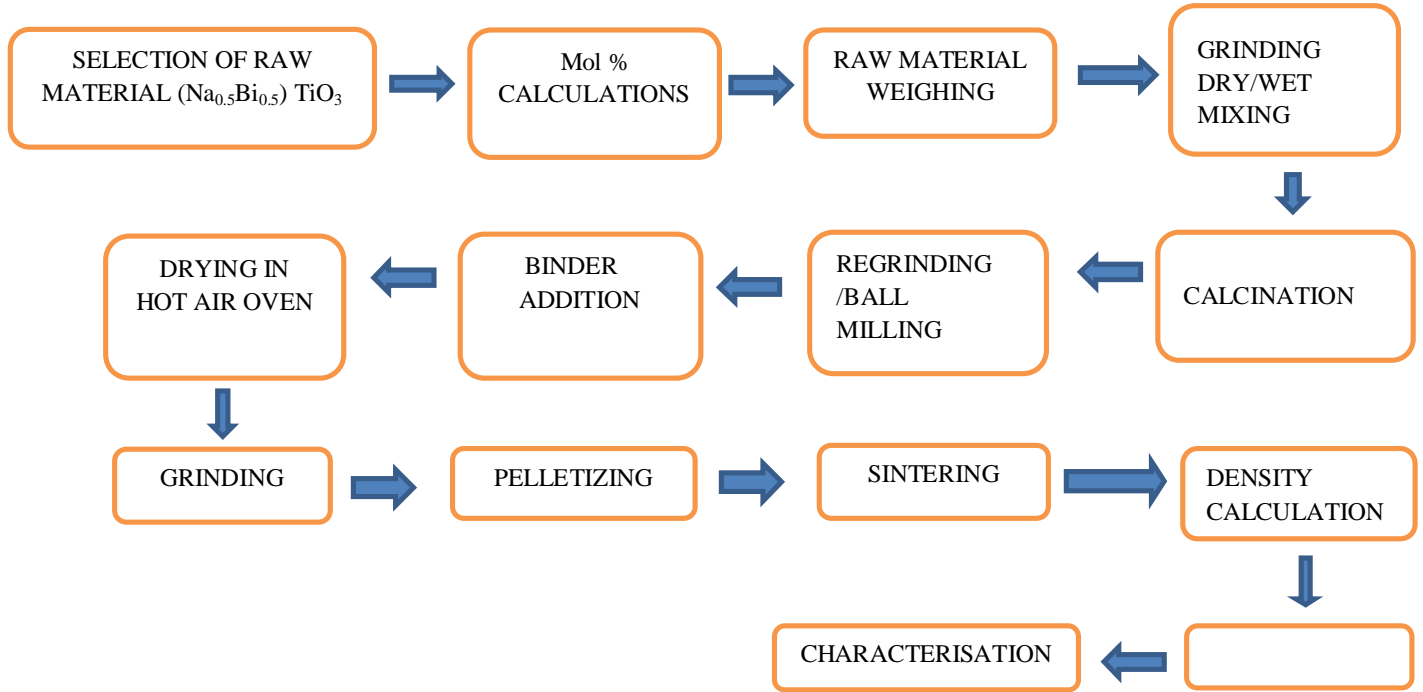 SELECTION OF RAW
MATERIAL (Na₀.₅Bi₀.₅) TiO₃
Mol %
CALCULATIONS
RAW MATERIAL
WEIGHING
GRINDING
DRY/WET
MIXING
CALCINATION
REGRINDING
/BALL
MILLING
BINDER
ADDITION
DRYING IN
HOT AIR OVEN
GRINDING
PELLETIZING
SINTERING
DENSITY
CALCULATION
CHARACTERISATION